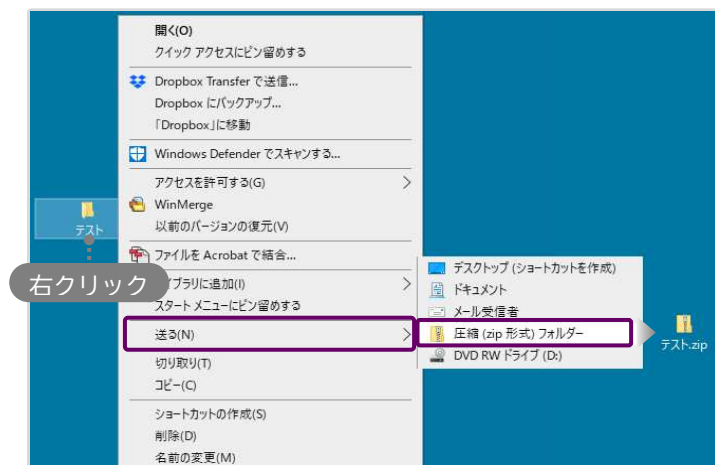 開く(O)
クイック アクセスにピン留めする
Dropbox Transfer で送信...
Dropbox にバックアップ...
「Dropbox」に移動
Windows Defender でスキャンする...
アクセスを許可する(G)
WinMerge
以前のバージョンの復元(V)
テスト
ファイルを Acrobat で結合...
右クリック
イブラリに追加(I)
スタート メニューにピン留めする
送る(N)
切り取り(T)
コピー(C)
ショートカットの作成(S)
削除(D)
名前の変更(M)
デスクトップ (ショートカットを作成)
ドキュメント
メール受信者
圧縮 (zip 形式) フォルダー
DVD RW ドライブ (D:)
テスト.zip